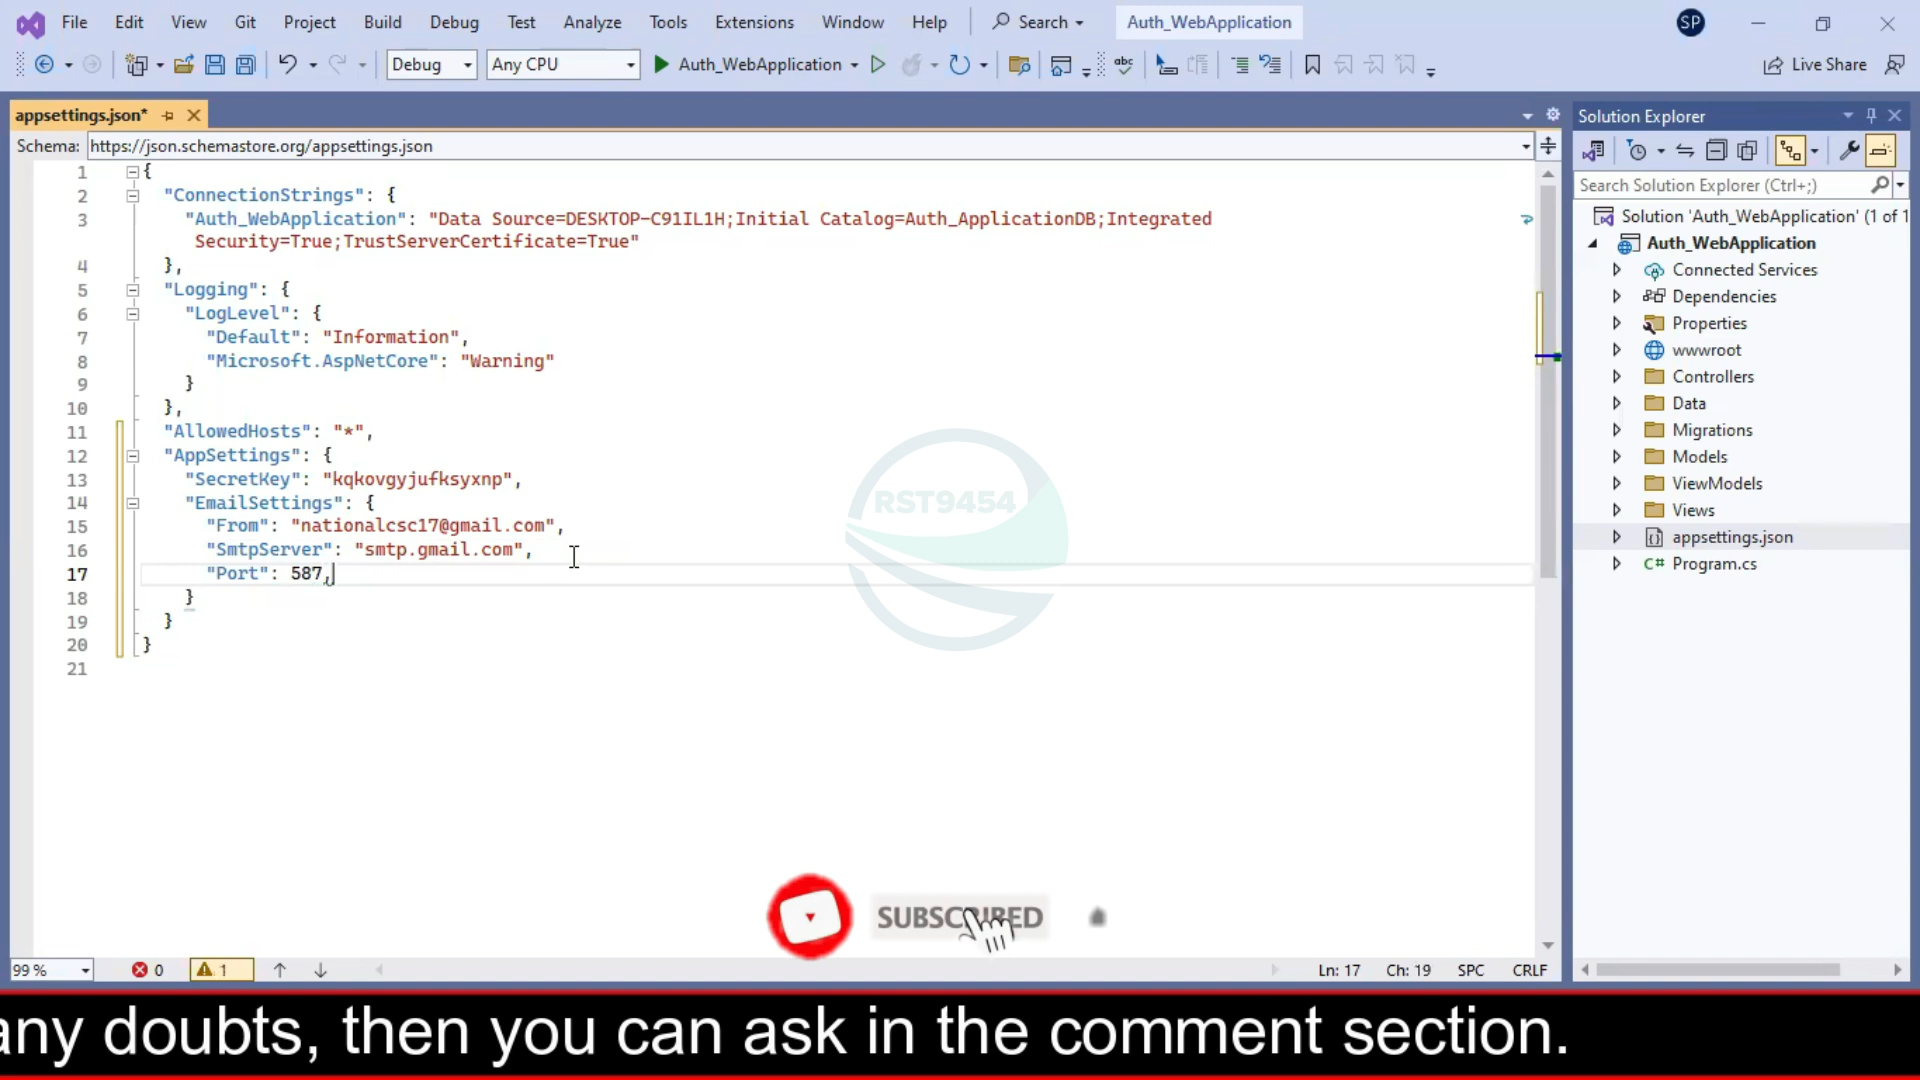 File Edit View Git Project Build Debug Test Analyze Tools Extensions Window Help Search Auth_WebApplication SP
Debug Any CPU Auth_WebApplication Live Share
appsettings.json*
Schema: https://json.schemastore.org/appsettings.json
1 {
2 "ConnectionStrings": {
3 "Auth_WebApplication": "Data Source=DESKTOP-C91IL1H;Initial Catalog=Auth_ApplicationDB;Integrated
Security=True;TrustServerCertificate=True"
4 },
5 "Logging": {
6 "LogLevel": {
7 "Default": "Information",
8 "Microsoft.AspNetCore": "Warning"
9 }
10 },
11 "AllowedHosts": "*",
12 "AppSettings": {
13 "SecretKey": "kqkovgyjufksyxnp",
14 "EmailSettings": {
15 "From": "nationalcsc17@gmail.com",
16 "SmtpServer": "smtp.gmail.com",
17 "Port": 587,
18 }
19 }
20 }
21
RST9454
Solution Explorer
Search Solution Explorer (Ctrl+;)
Solution 'Auth_WebApplication' (1 of 1
Auth_WebApplication
Connected Services
Dependencies
Properties
wwwroot
Controllers
Data
Migrations
Models
ViewModels
Views
appsettings.json
C# Program.cs
SUBSCRIBED
99 % 0 1 Ln: 17 Ch: 19 SPC CRLF
any doubts, then you can ask in the comment section.